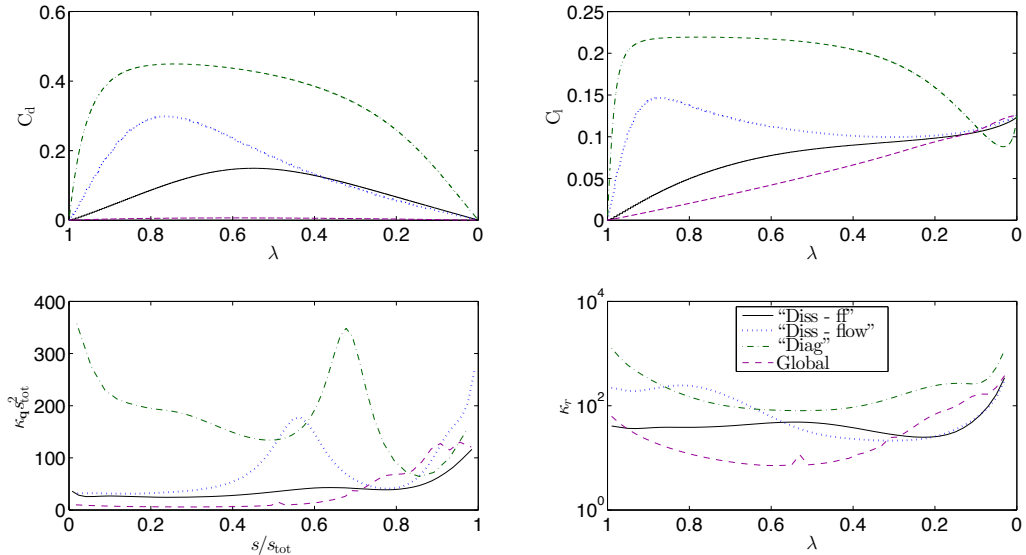 0.6
0.4
0.2
0
C_d
1 0.8 0.6 0.4 0.2 0
λ
0.25
0.2
0.15
0.1
0.05
0
C_l
1 0.8 0.6 0.4 0.2 0
λ
400
300
200
100
0
κ_q s_tot^2
0 0.2 0.4 0.6 0.8 1
s/s_tot
10^4
10^2
10^0
κ_r
“Diss - ff”
“Diss - flow”
“Diag”
Global
1 0.8 0.6 0.4 0.2 0
λ